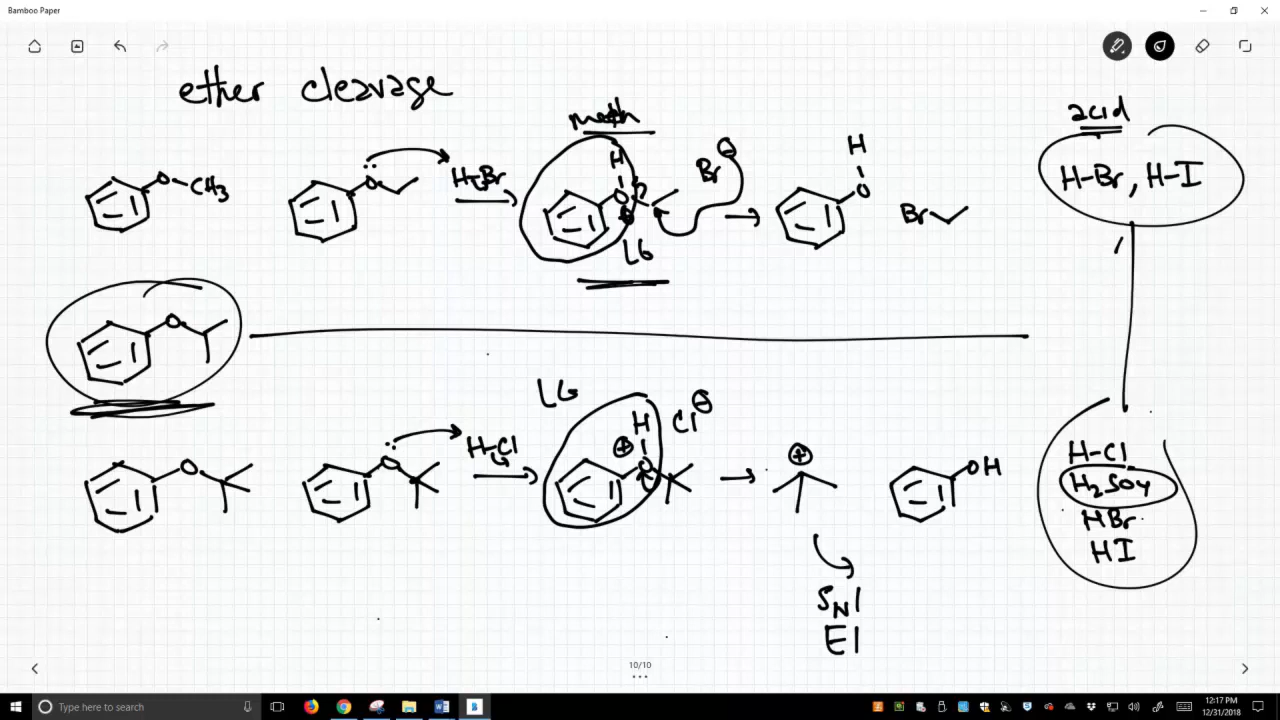 Bamboo Paper
ether cleavage
acid
H
H
H-Br
Br ⊖
H-Br, H-I
O-CH3
O
O
O
Br
LG
O
LG
H
Cl ⊖
H-Cl
⊕
⊕
O
O
O
OH
H-Cl
H2SO4
HBr
HI
SN1
E1
10/10
Type here to search
12:17 PM
12/31/2018